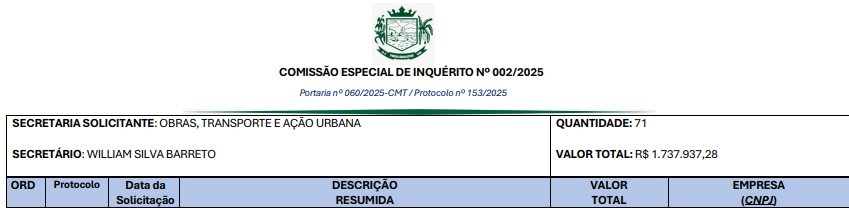 COMISSÃO ESPECIAL DE INQUÉRITO Nº 002/2025
Portaria nº 060/2025-CMT / Protocolo nº 153/2025
SECRETARIA SOLICITANTE: OBRAS, TRANSPORTE E AÇÃO URBANA
QUANTIDADE: 71
SECRETÁRIO: WILLIAM SILVA BARRETO
VALOR TOTAL: R$ 1.737.937,28
ORD
Protocolo
Data da
Solicitação
DESCRIÇÃO
RESUMIDA
VALOR
TOTAL
EMPRESA
(CNPJ)